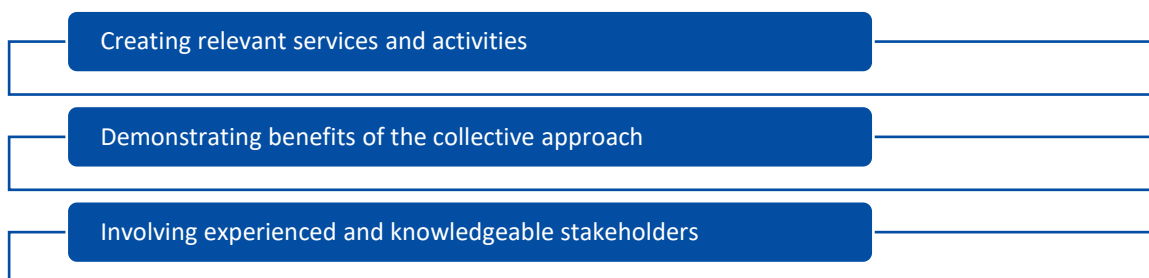 Creating relevant services and activities
Demonstrating benefits of the collective approach
Involving experienced and knowledgeable stakeholders